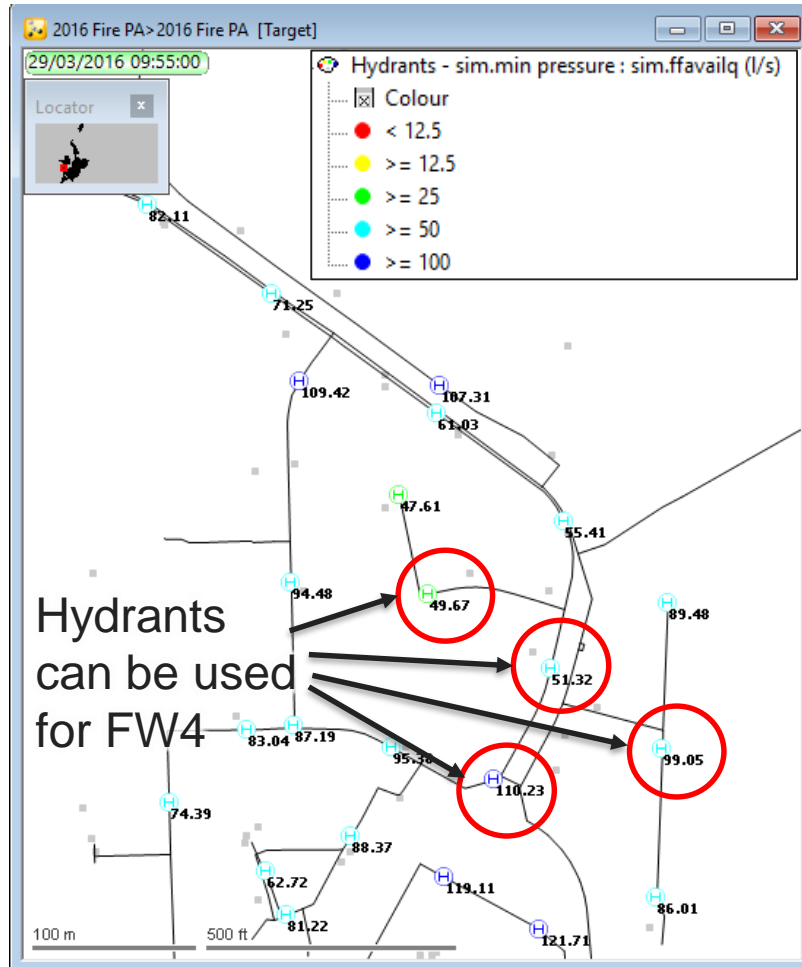 2016 Fire PA>2016 Fire PA [Target]
29/03/2016 09:55:00
Locator
x
Hydrants - sim.min pressure : sim.ffavailq (l/s)
Colour
< 12.5
>= 12.5
>= 25
>= 50
>= 100
H 82.11
H 71.25
H 109.42
H 107.31
H 61.03
H 47.61
H 55.41
H 94.48
H 49.67
H 89.48
Hydrants
can be used
for FW4
H 51.32
H 83.04
H 87.19
H 95.38
H 99.05
H 110.23
H 74.39
H 88.37
H 62.72
H 119.11
H 86.01
H 81.22
H 121.71
100 m
500 ft